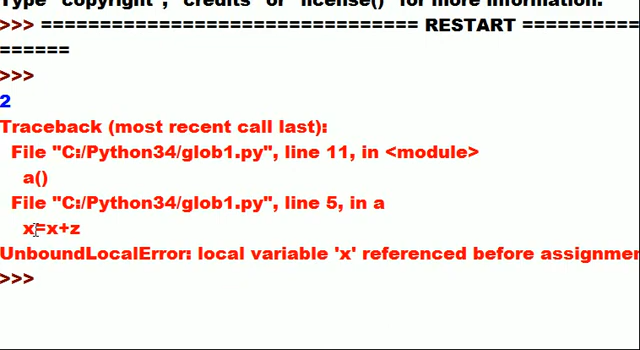 Type "copyright", "credits" or "license()" for more information.
>>> ================================ RESTART ==========
======
>>>
2
Traceback (most recent call last):
File "C:/Python34/glob1.py", line 11, in <module>
a()
File "C:/Python34/glob1.py", line 5, in a
x=x+z
UnboundLocalError: local variable 'x' referenced before assignmen
>>>